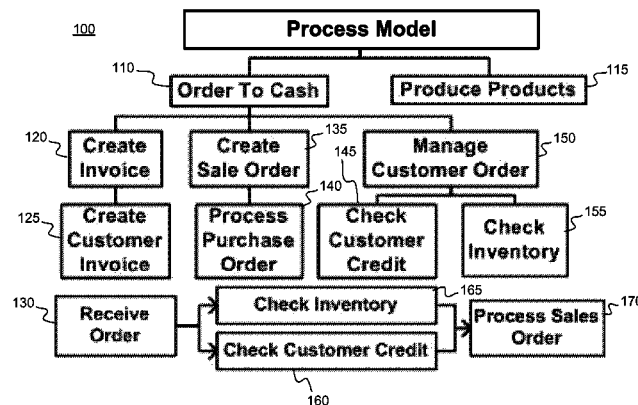 100
Process Model
110
Order To Cash
Produce Products
115
120
Create
Invoice
Create
Sale Order
135
145
Manage
Customer Order
150
125
Create
Customer
Invoice
Process
Purchase
Order
140
Check
Customer
Credit
Check
Inventory
155
130
Receive
Order
Check Inventory
165
Check Customer Credit
160
Process Sales
Order
170